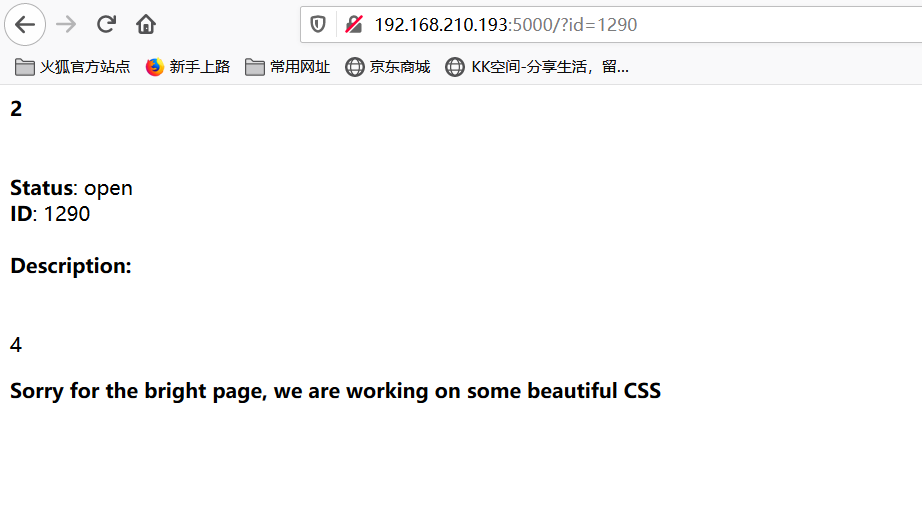 192.168.210.193:5000/?id=1290
火狐官方站点 新手上路 常用网址 京东商城 KK空间-分享生活，留...
2
Status: open
ID: 1290
Description:
4
Sorry for the bright page, we are working on some beautiful CSS